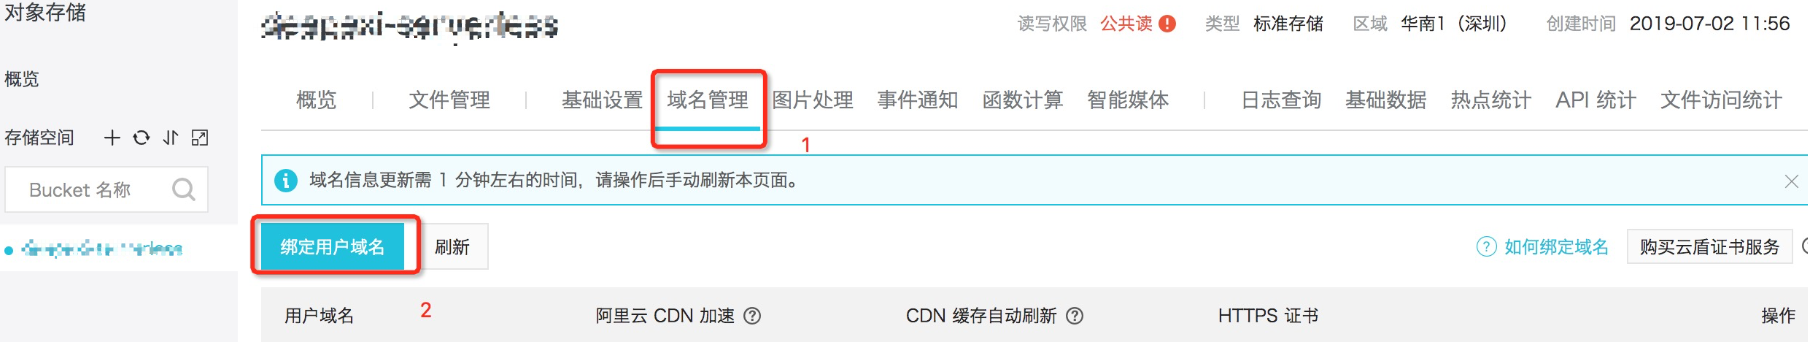 对象存储
读写权限 公共读 类型 标准存储 区域 华南1（深圳） 创建时间 2019-07-02 11:56
概览
概览 文件管理 基础设置 域名管理 图片处理 事件通知 函数计算 智能媒体 日志查询 基础数据 热点统计 API 统计 文件访问统计
存储空间
1
域名信息更新需 1 分钟左右的时间，请操作后手动刷新本页面。
Bucket 名称
绑定用户域名 刷新 如何绑定域名 购买云盾证书服务
2
用户域名 阿里云 CDN 加速 CDN 缓存自动刷新 HTTPS 证书 操作